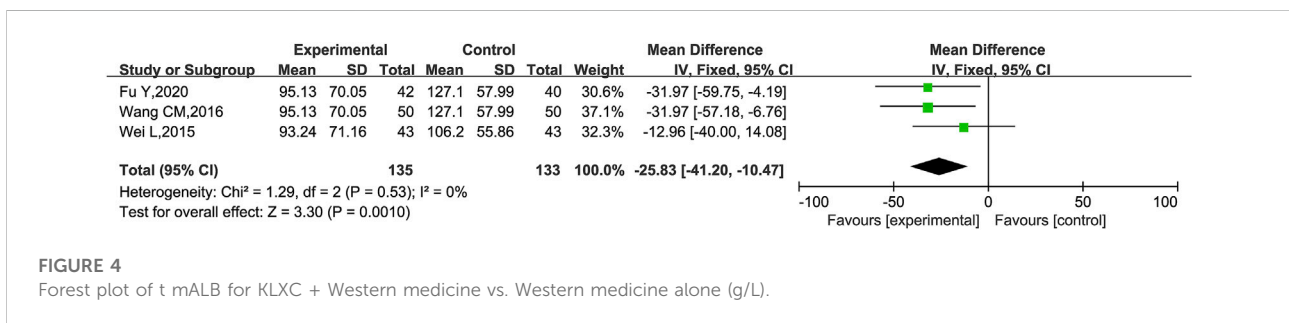 Experimental Control Mean Difference Mean Difference
Study or Subgroup Mean SD Total Mean SD Total Weight IV, Fixed, 95% CI IV, Fixed, 95% CI
Fu Y,2020 95.13 70.05 42 127.1 57.99 40 30.6% -31.97 [-59.75, -4.19]
Wang CM,2016 95.13 70.05 50 127.1 57.99 50 37.1% -31.97 [-57.18, -6.76]
Wei L,2015 93.24 71.16 43 106.2 55.86 43 32.3% -12.96 [-40.00, 14.08]
Total (95% CI) 135 133 100.0% -25.83 [-41.20, -10.47]
Heterogeneity: Chi² = 1.29, df = 2 (P = 0.53); I² = 0%
Test for overall effect: Z = 3.30 (P = 0.0010)
-100 -50 0 50 100
Favours [experimental] Favours [control]
FIGURE 4
Forest plot of t mALB for KLXC + Western medicine vs. Western medicine alone (g/L).